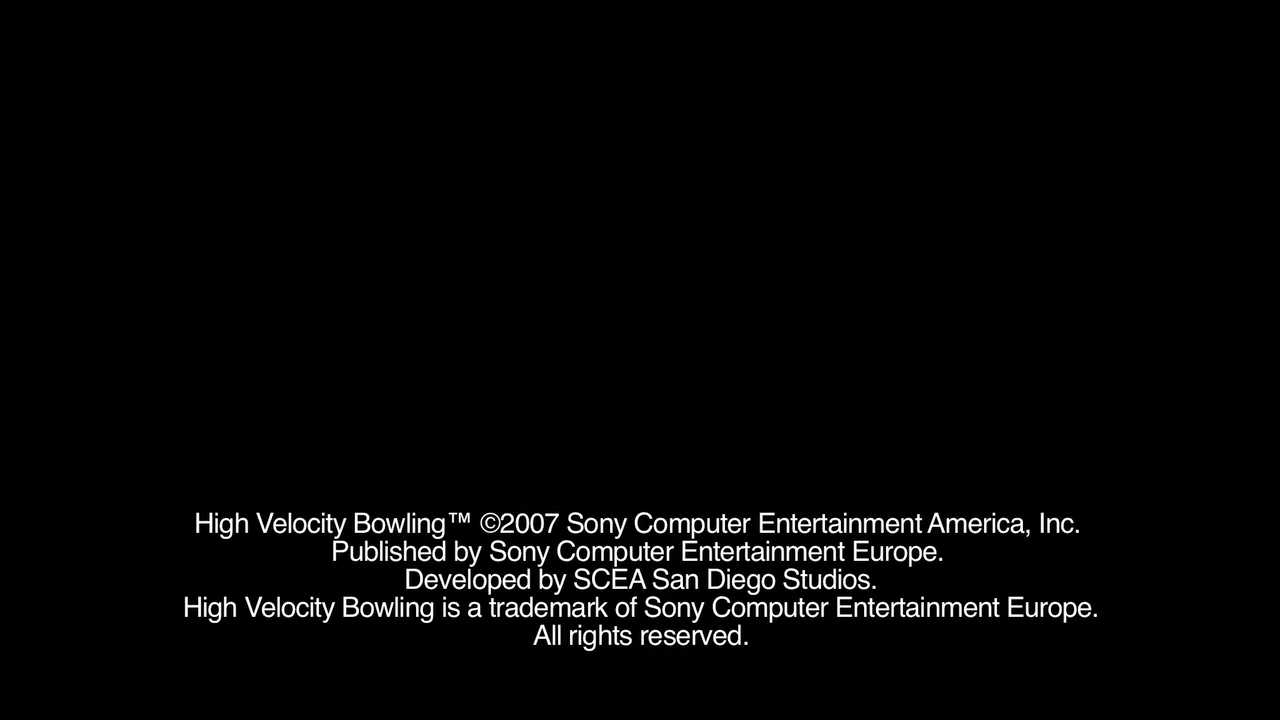 High Velocity Bowling™ ©2007 Sony Computer Entertainment America, Inc.
Published by Sony Computer Entertainment Europe.
Developed by SCEA San Diego Studios.
High Velocity Bowling is a trademark of Sony Computer Entertainment Europe.
All rights reserved.